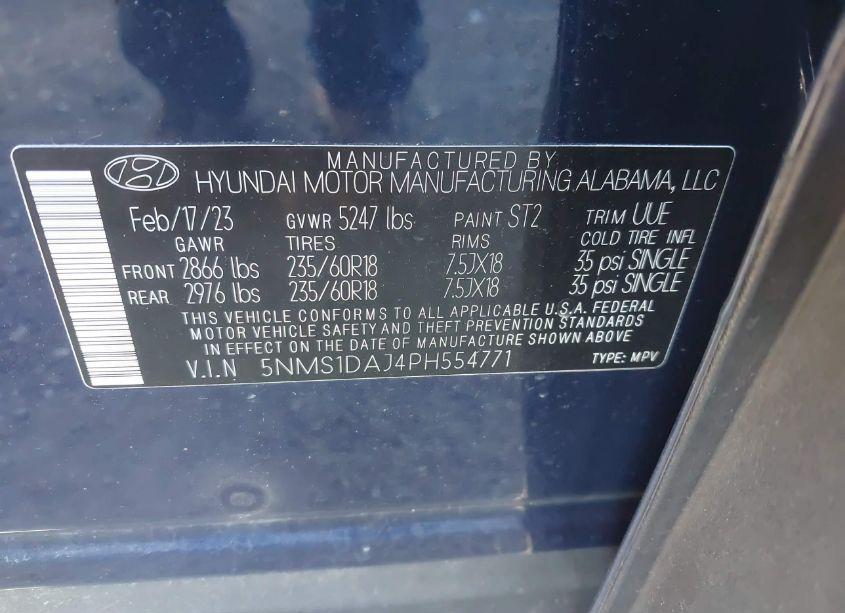 MANUFACTURED BY
HYUNDAI MOTOR MANUFACTURING ALABAMA, LLC
Feb/17/23 GVWR 5247 lbs PAINT ST2 TRIM UUE
GAWR TIRES RIMS COLD TIRE INFL
FRONT 2866 lbs 235/60R18 7.5JX18 35 psi SINGLE
REAR 2976 lbs 235/60R18 7.5JX18 35 psi SINGLE
THIS VEHICLE CONFORMS TO ALL APPLICABLE U.S.A. FEDERAL
MOTOR VEHICLE SAFETY AND THEFT PREVENTION STANDARDS
IN EFFECT ON THE DATE OF MANUFACTURE SHOWN ABOVE
V.I.N 5NMS1DAJ4PH554771 TYPE: MPV